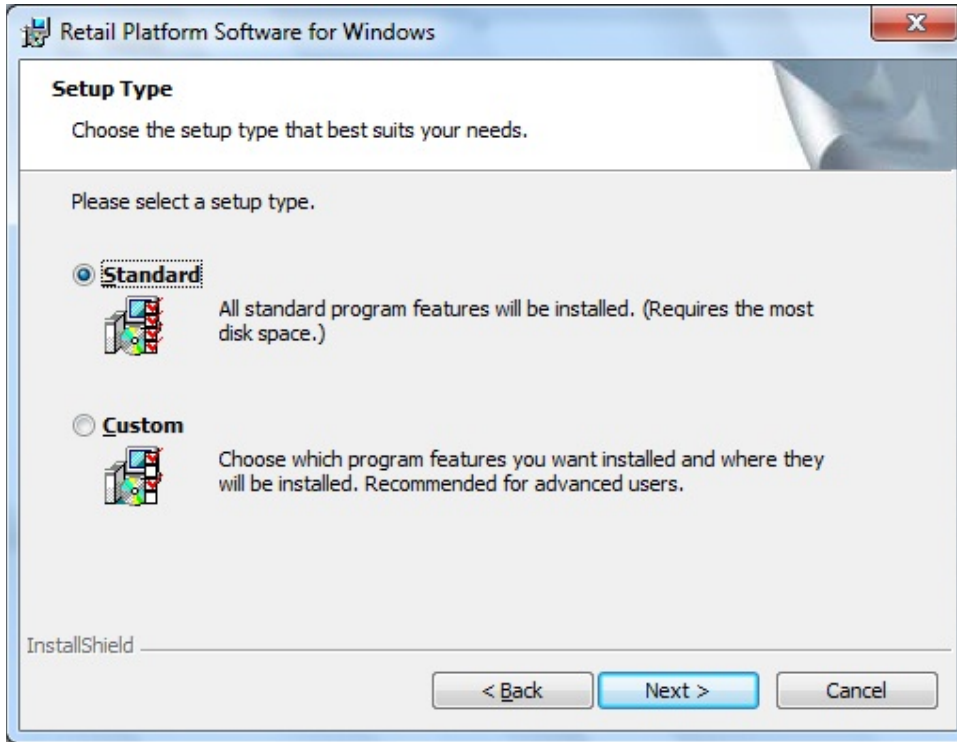 Retail Platform Software for Windows
Setup Type
Choose the setup type that best suits your needs.
Please select a setup type.
Standard
All standard program features will be installed. (Requires the most
disk space.)
Custom
Choose which program features you want installed and where they
will be installed. Recommended for advanced users.
InstallShield
< Back
Next >
Cancel